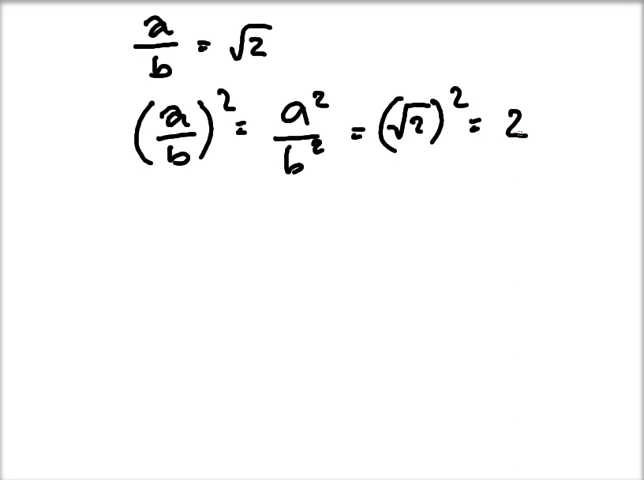 a/b = √2
(a/b)² = a²/b² = (√2)² = 2